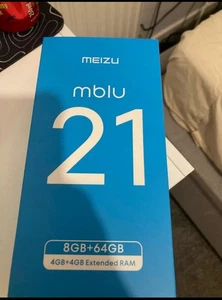 MEIZU
mblu
21
8GB+64GB
4GB+4GB Extended RAM